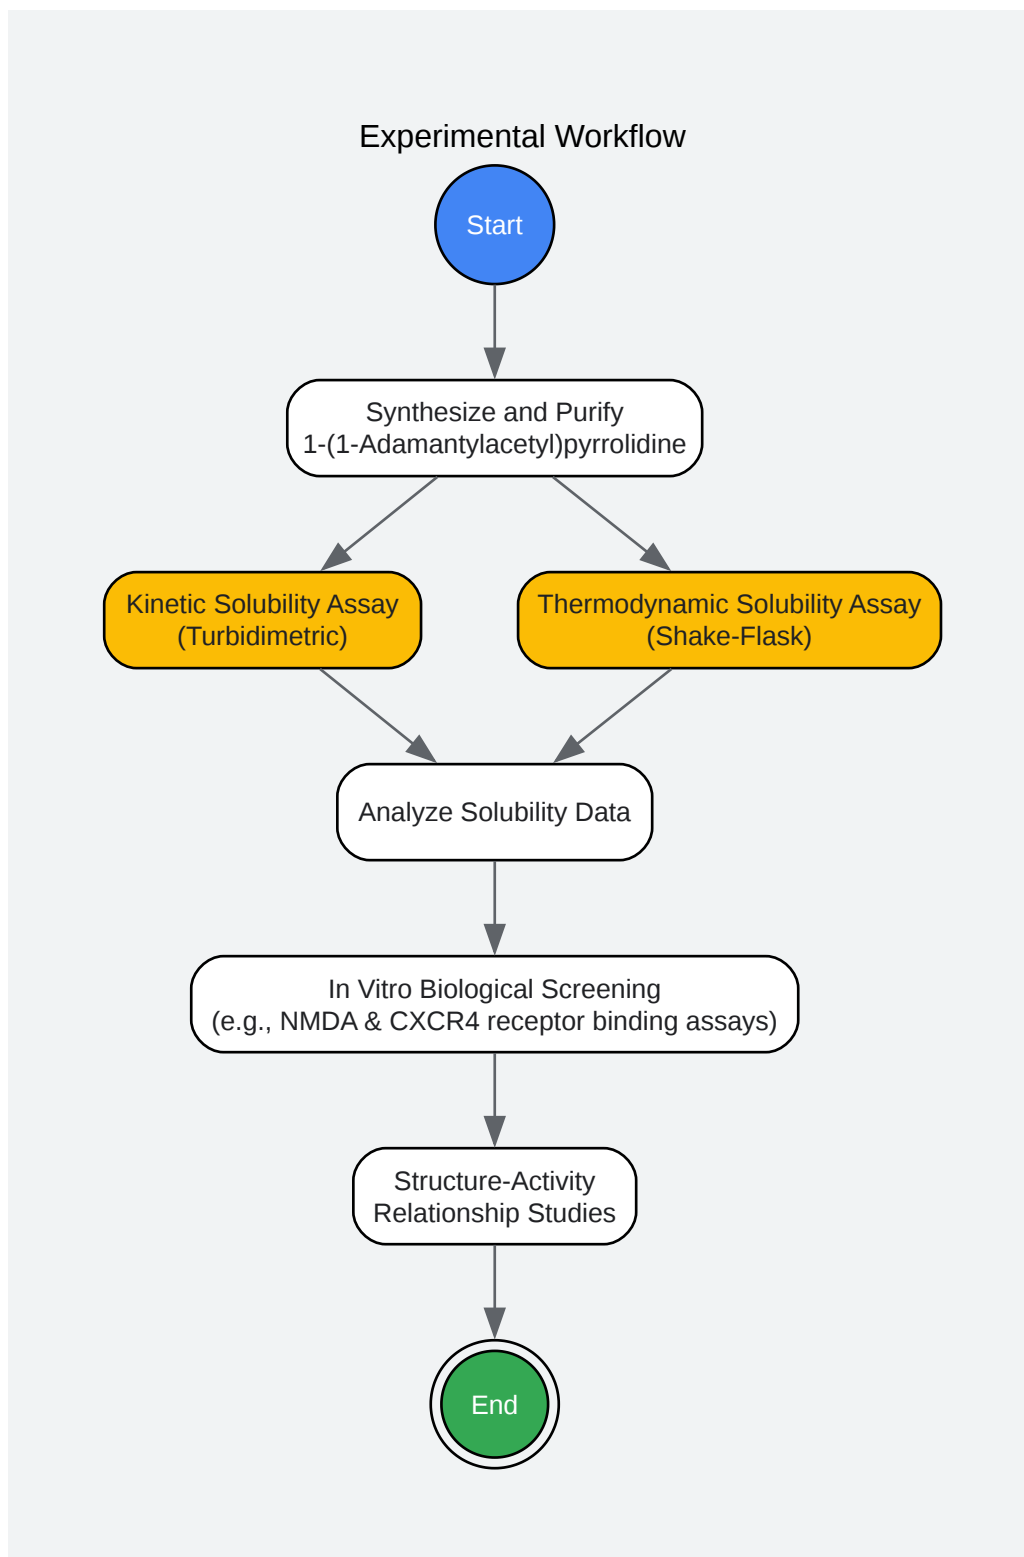 Experimental Workflow
Start
Synthesize and Purify
1-(1-Adamantylacetyl)pyrrolidine
Kinetic Solubility Assay
(Turbidimetric)
Thermodynamic Solubility Assay
(Shake-Flask)
Analyze Solubility Data
In Vitro Biological Screening
(e.g., NMDA & CXCR4 receptor binding assays)
Structure-Activity
Relationship Studies
End